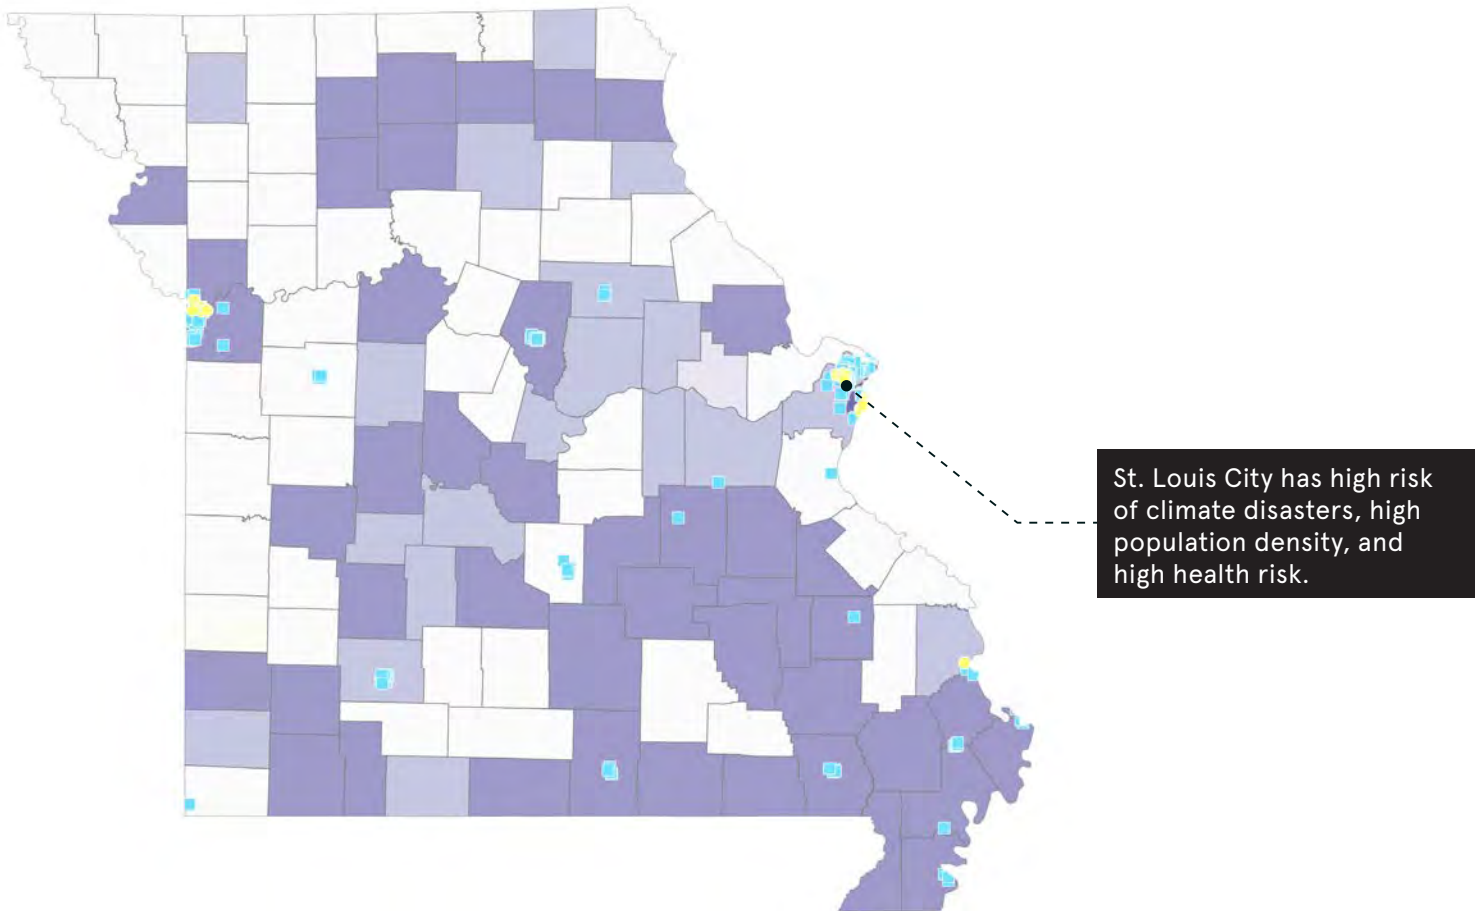 St. Louis City has high risk
of climate disasters, high
population density, and
high health risk.